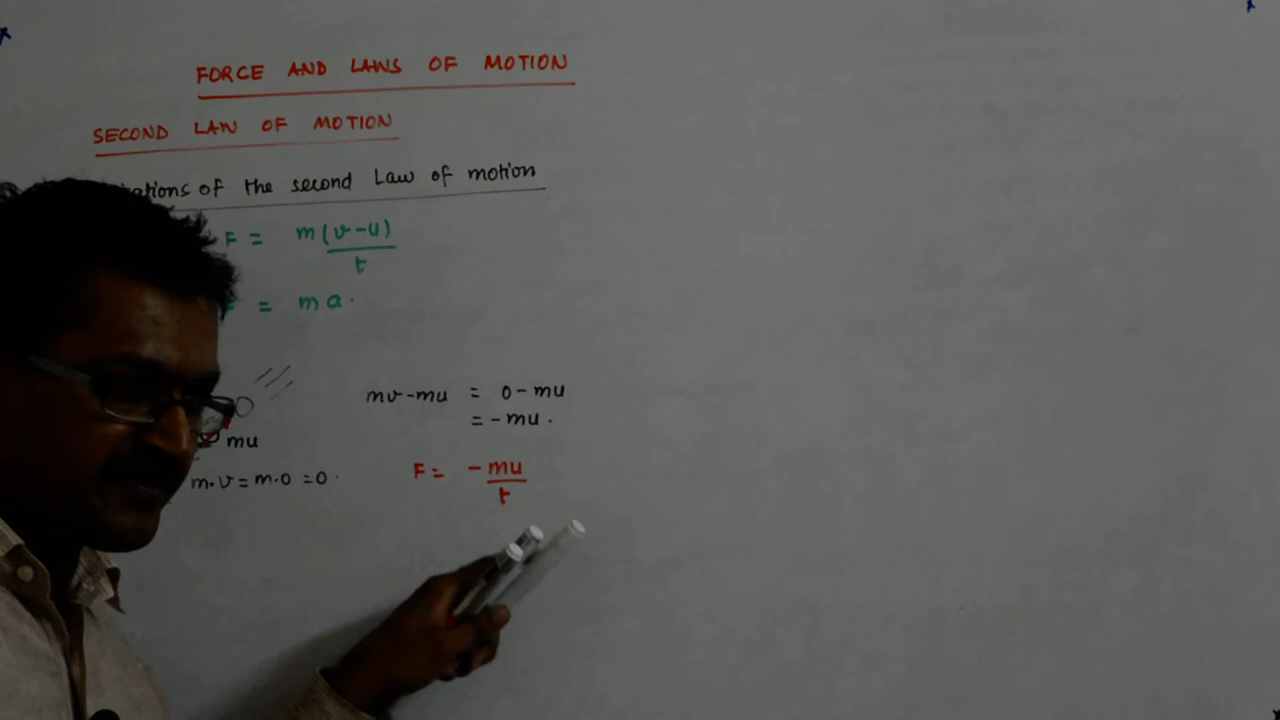 FORCE AND LAWS OF MOTION
SECOND LAW OF MOTION
of the second Law of motion
F = m(v-u)
t
= ma.
mv-mu = 0-mu
= -mu.
mu
F = -mu
t
m.v = m.0 = 0.